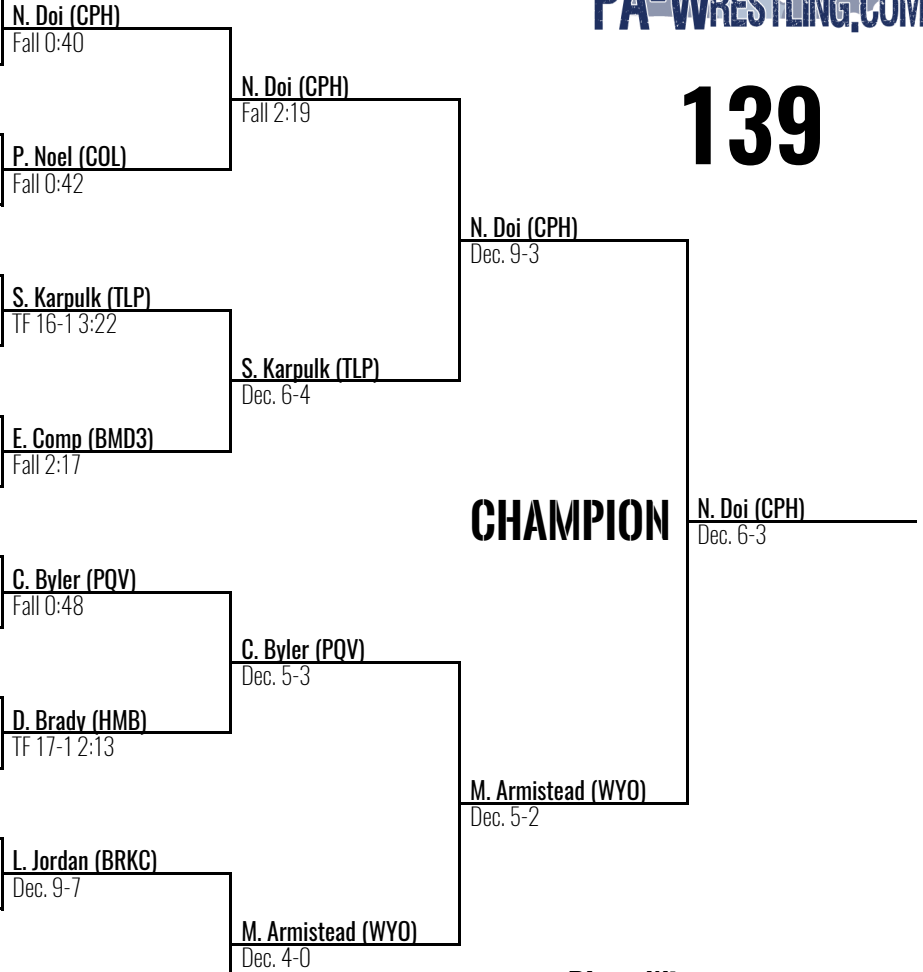 N. Doi (CPH)
Fall 0:40
PA-WRESTLING.COM
N. Doi (CPH)
Fall 2:19
139
P. Noel (COL)
Fall 0:42
N. Doi (CPH)
Dec. 9-3
S. Karpulk (TLP)
TF 16-1 3:22
S. Karpulk (TLP)
Dec. 6-4
E. Comp (BMD3)
Fall 2:17
CHAMPION
N. Doi (CPH)
Dec. 6-3
C. Byler (PQV)
Fall 0:48
C. Byler (PQV)
Dec. 5-3
D. Brady (HMB)
TF 17-1 2:13
M. Armistead (WYO)
Dec. 5-2
L. Jordan (BRKC)
Dec. 9-7
M. Armistead (WYO)
Dec. 4-0